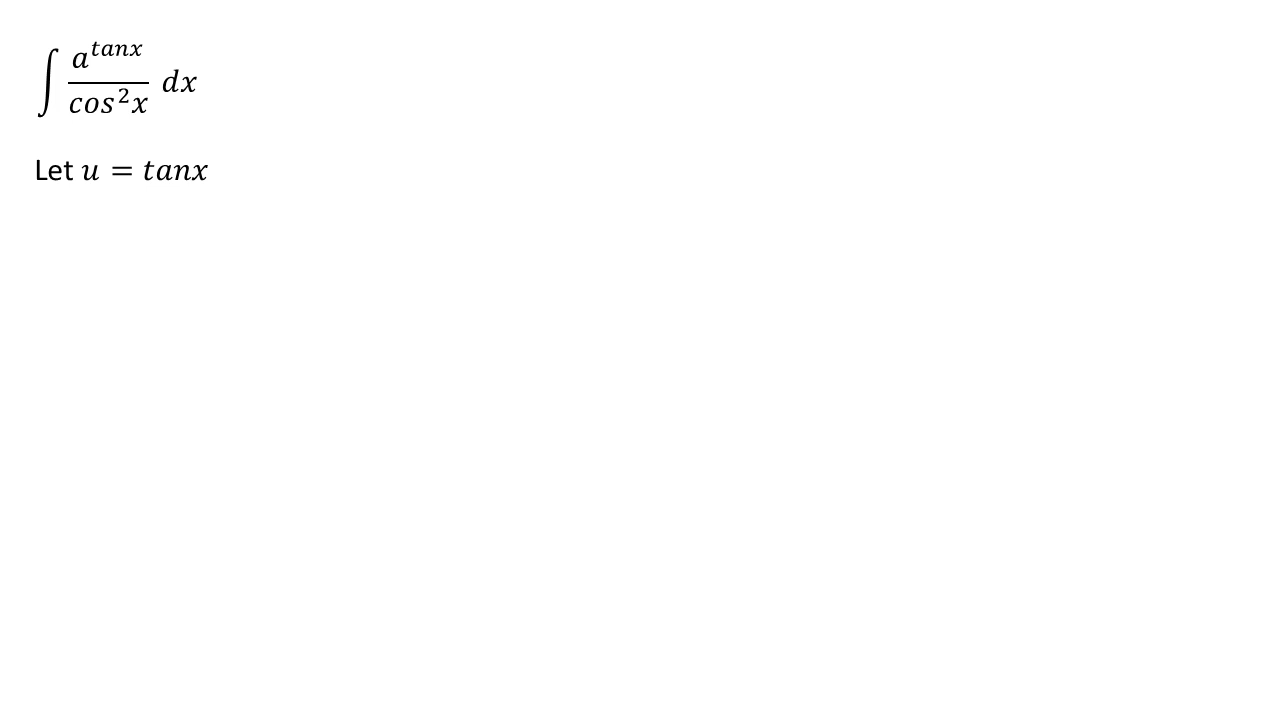 ∫ a^{tanx} / cos²x dx
Let u = tanx